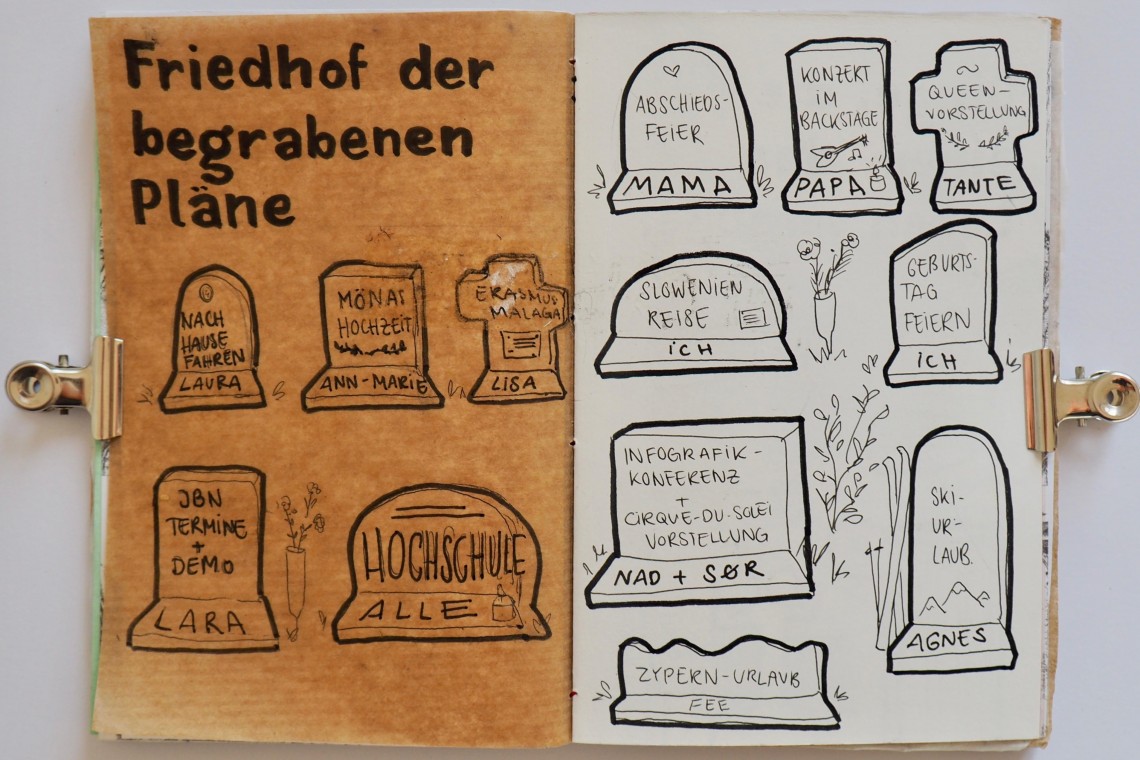 Friedhof der
begrabenen
Pläne
NACH
HAUSE
FAHREN
LAURA
MONAS
HOCHZEIT
ANN-MARIE
ERASMUS
MALAGA
LISA
JBN
TERMINE
+
DEMO
LARA
HOCHSCHULE
ALLE
ABSCHIEDS-
FEIER
MAMA
KONZERT
IM
BACKSTAGE
PAPA
QUEEN-
VORSTELLUNG
TANTE
SLOWENIEN
REISE
ICH
GEBURTS-
TAG
FEIERN
ICH
INFOGRAFIK-
KONFERENZ
+
CIRQUE-DU-SOLEI
VORSTELLUNG
NAD + SØR
SKI-
UR-
LAUB.
AGNES
ZYPERN-URLAUB
FEE